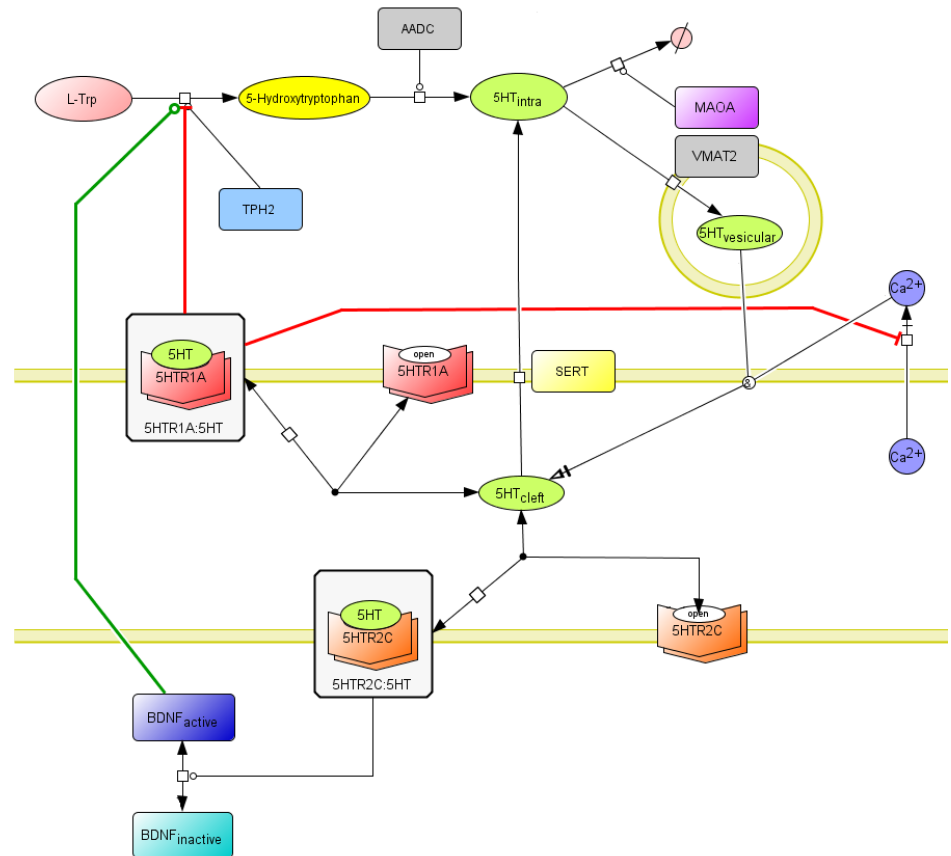 AADC
L-Trp
5-Hydroxytryptophan
5HTintra
MAOA
VMAT2
TPH2
5HTvesicular
Ca2+
5HT
5HTR1A
5HTR1A:5HT
open
5HTR1A
SERT
s
Ca2+
5HTcleft
5HT
5HTR2C
5HTR2C:5HT
open
5HTR2C
BDNFactive
BDNFinactive